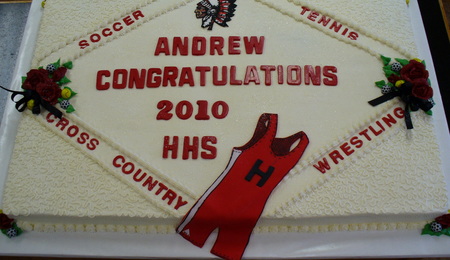 SOCCER
TENNIS
ANDREW
CONGRATULATIONS
2010
HHS
CROSS COUNTRY
WRESTLING
H